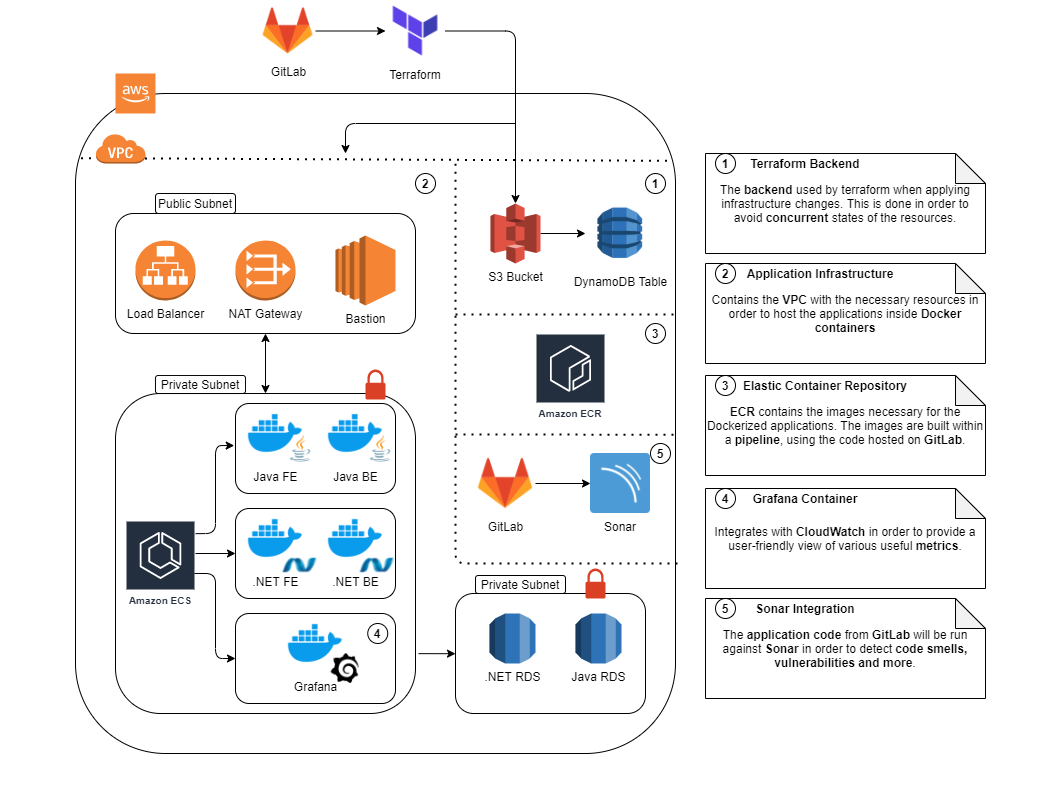 GitLab
Terraform
aws
VPC
2
1
Public Subnet
Load Balancer
NAT Gateway
Bastion
S3 Bucket
DynamoDB Table
3
Amazon ECR
Private Subnet
Java FE
Java BE
5
GitLab
Sonar
.NET FE
.NET BE
Amazon ECS
Private Subnet
4
Grafana
.NET RDS
Java RDS
1
Terraform Backend
The backend used by terraform when applying
infrastructure changes. This is done in order to
avoid concurrent states of the resources.
2
Application Infrastructure
Contains the VPC with the necessary resources in
order to host the applications inside Docker
containers
3
Elastic Container Repository
ECR contains the images necessary for the
Dockerized applications. The images are built within
a pipeline, using the code hosted on GitLab.
4
Grafana Container
Integrates with CloudWatch in order to provide a
user-friendly view of various useful metrics.
5
Sonar Integration
The application code from GitLab will be run
against Sonar in order to detect code smells,
vulnerabilities and more.